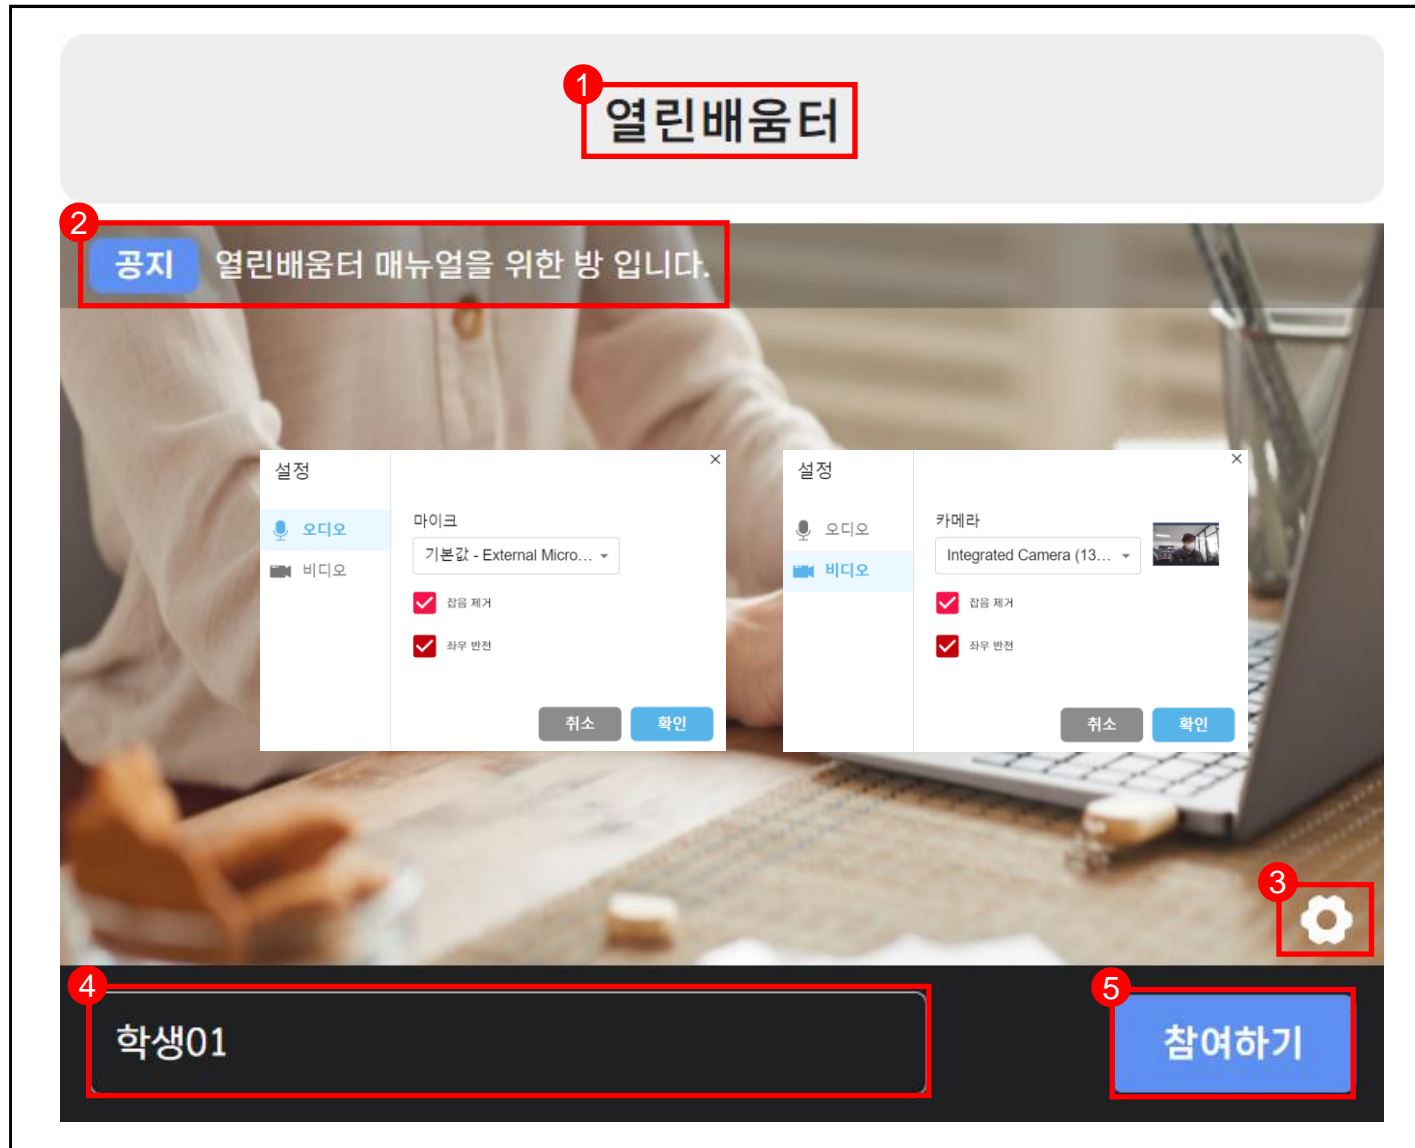 1
열린배움터
2
공지 열린배움터 매뉴얼을 위한 방 입니다.
설정
×
오디오
비디오
마이크
기본값 - External Micro...
잡음 제거
좌우 반전
취소 확인
설정
×
오디오
비디오
카메라
Integrated Camera (13...
잡음 제거
좌우 반전
취소 확인
3
4
학생01
5
참여하기